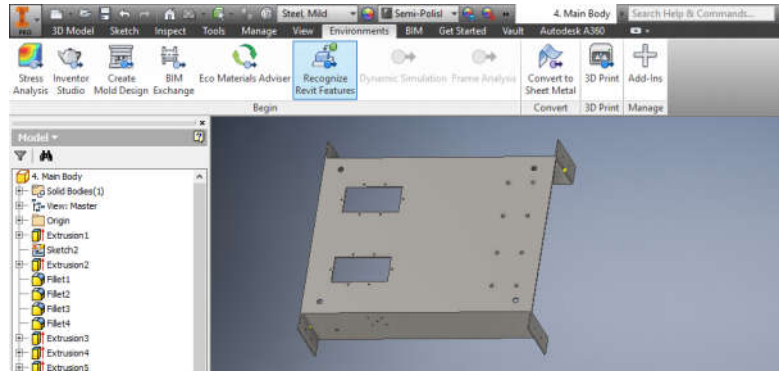 PRO
Steel, Mild
Semi-Polisl
4. Main Body
Search Help & Commands...
3D Model Sketch Inspect Tools Manage View Environments BIM Get Started Vault Autodesk A360
Stress Analysis
Inventor Studio
Create Mold Design
BIM Exchange
Eco Materials Adviser
Recognize Revit Features
Dynamic Simulation
Frame Analysis
Convert to Sheet Metal
3D Print
Add-Ins
Begin Convert 3D Print Manage
Model
4. Main Body
Solid Bodies(1)
View: Master
Origin
Extrusion1
Sketch2
Extrusion2
Fillet1
Fillet2
Fillet3
Fillet4
Extrusion3
Extrusion4
Extrusion5